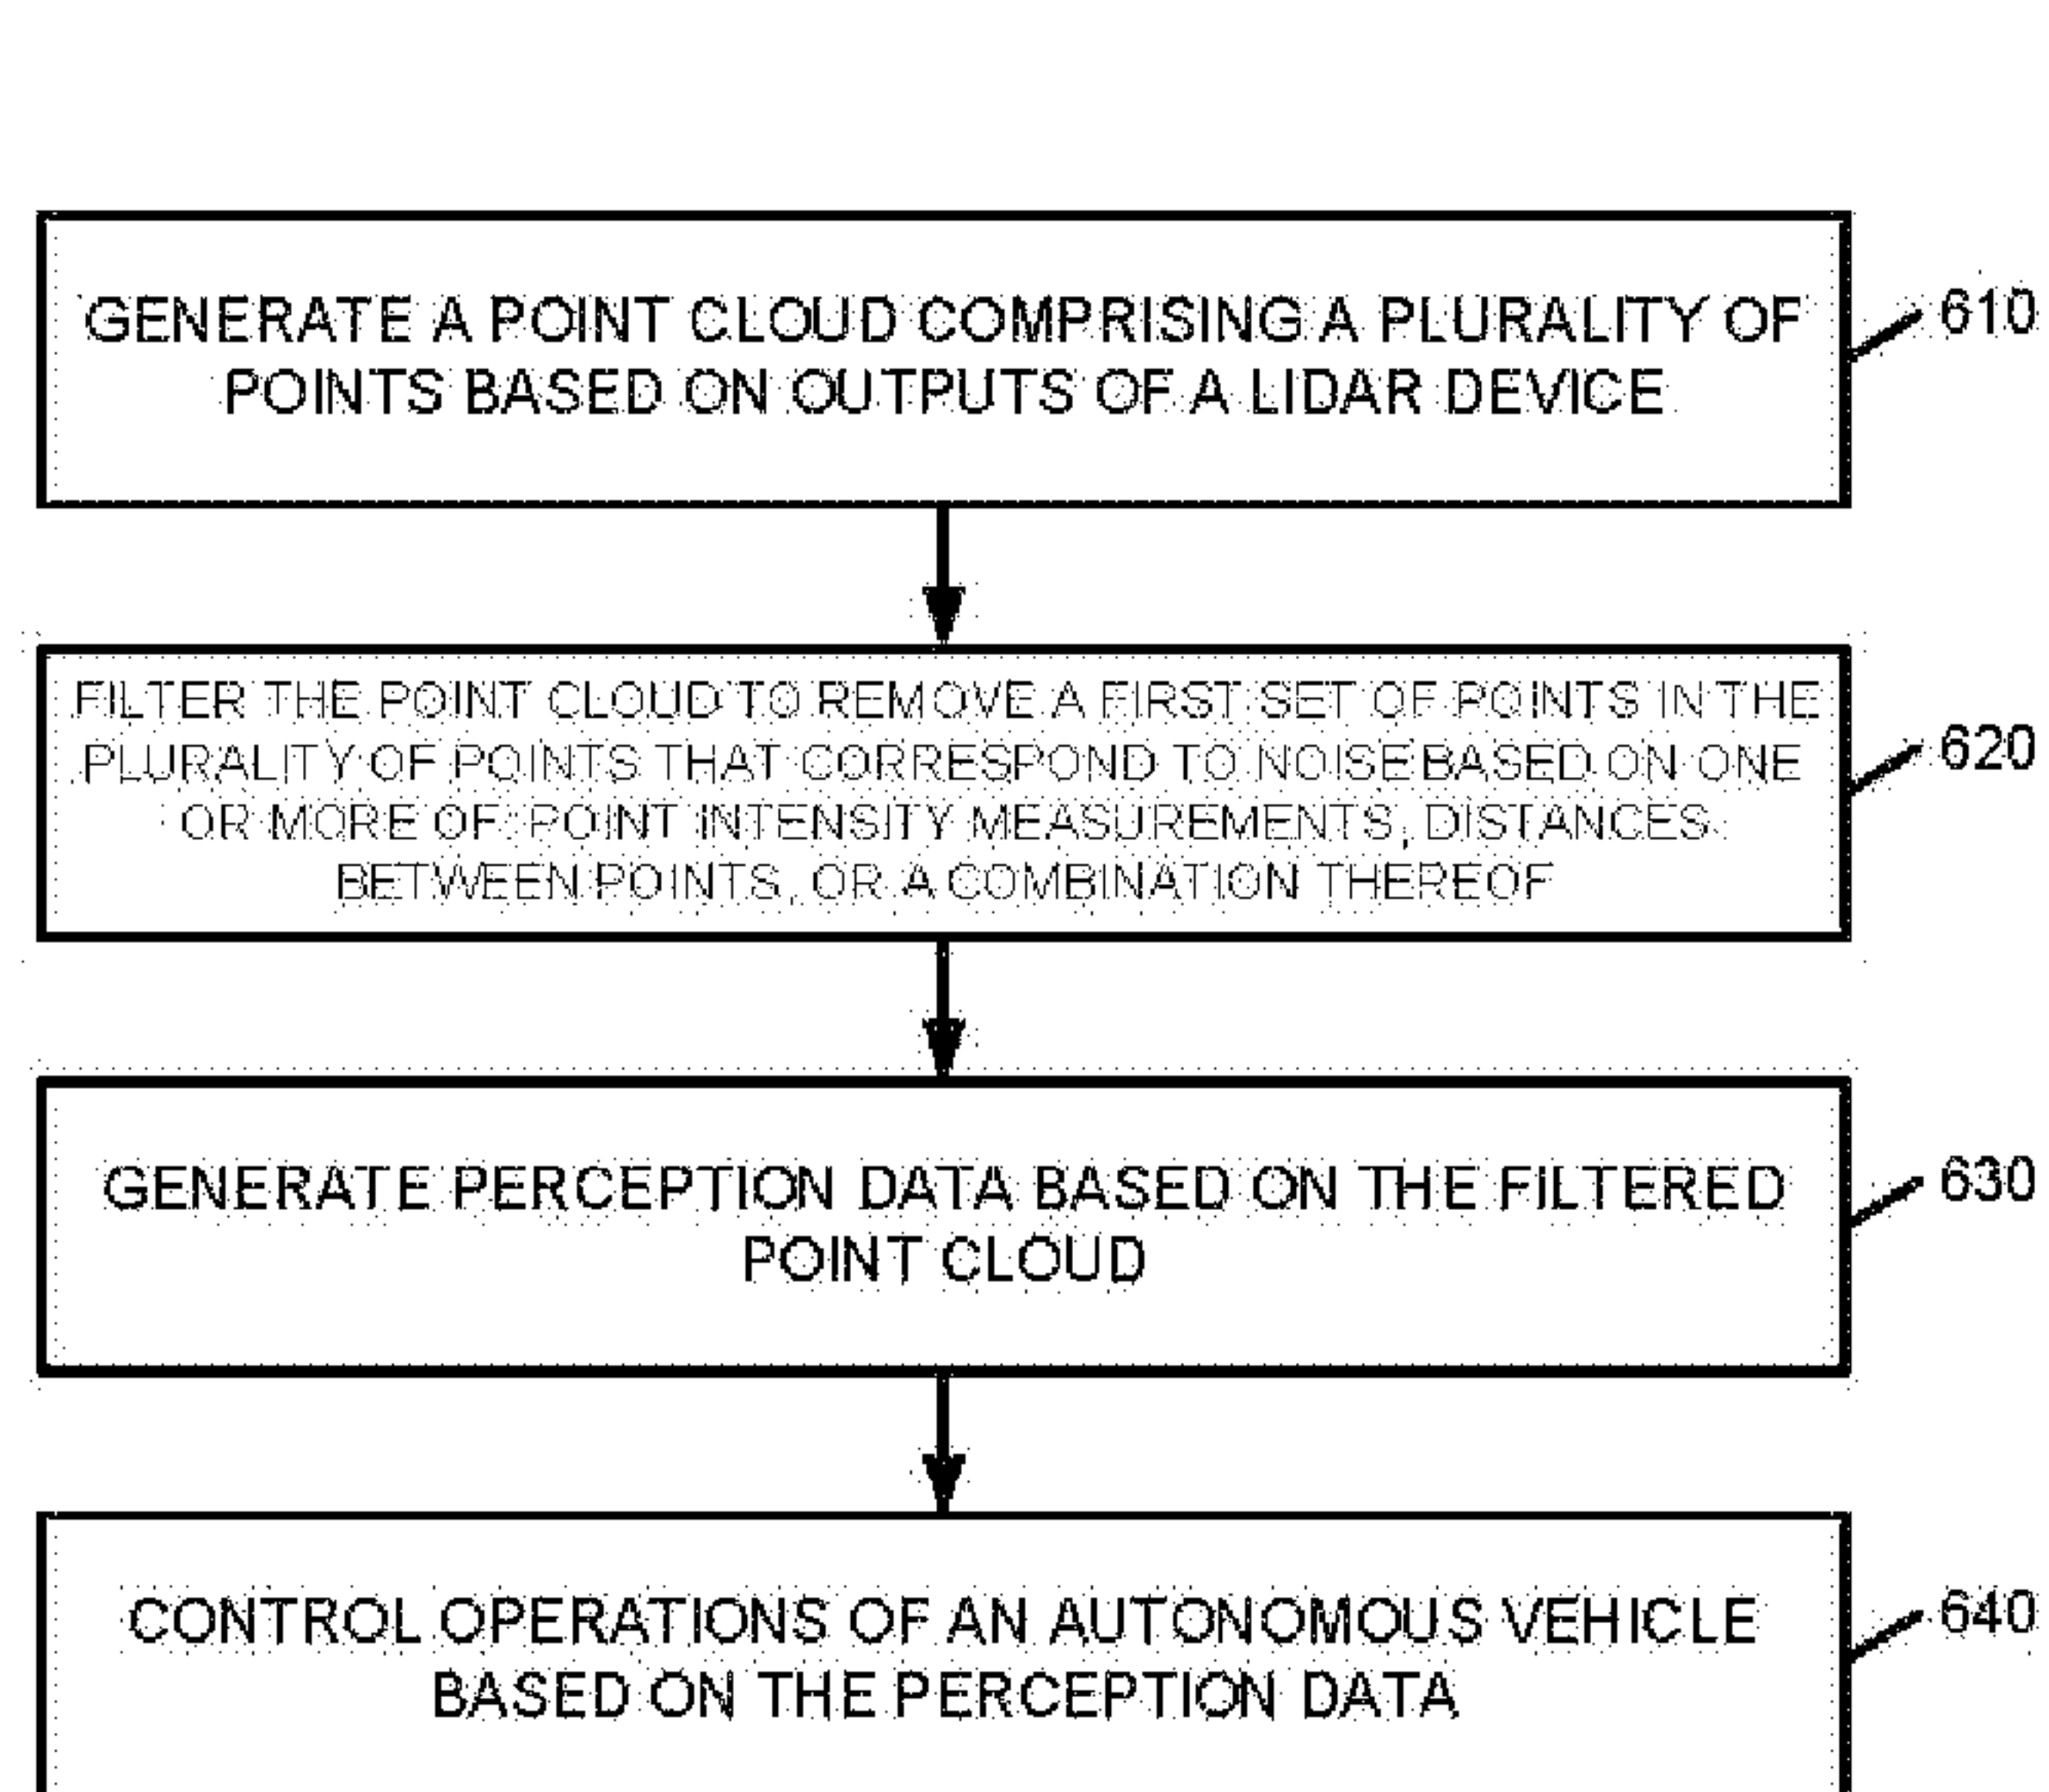 GENERATE A POINT CLOUD COMPRISING A PLURALITY OF
POINTS BASED ON OUTPUTS OF A LIDAR DEVICE
610
FILTER THE POINT CLOUD TO REMOVE A FIRST SET OF POINTS IN THE
PLURALITY OF POINTS THAT CORRESPOND TO NOISE BASED ON ONE
OR MORE OF: POINT INTENSITY MEASUREMENTS, DISTANCES
BETWEEN POINTS, OR A COMBINATION THEREOF
620
GENERATE PERCEPTION DATA BASED ON THE FILTERED
POINT CLOUD
630
CONTROL OPERATIONS OF AN AUTONOMOUS VEHICLE
BASED ON THE PERCEPTION DATA
640